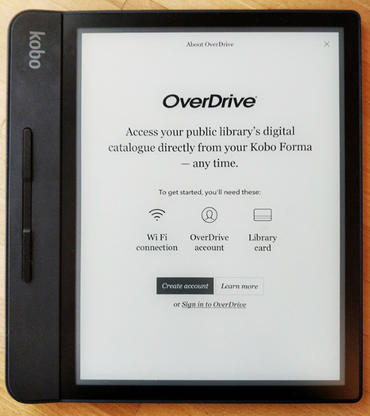 kobo
About OverDrive
OverDrive
Access your public library's digital
catalogue directly from your Kobo Forma
— any time.
To get started, you'll need these:
Wi Fi
connection
OverDrive
account
Library
card
Create account
Learn more
or Sign in to OverDrive